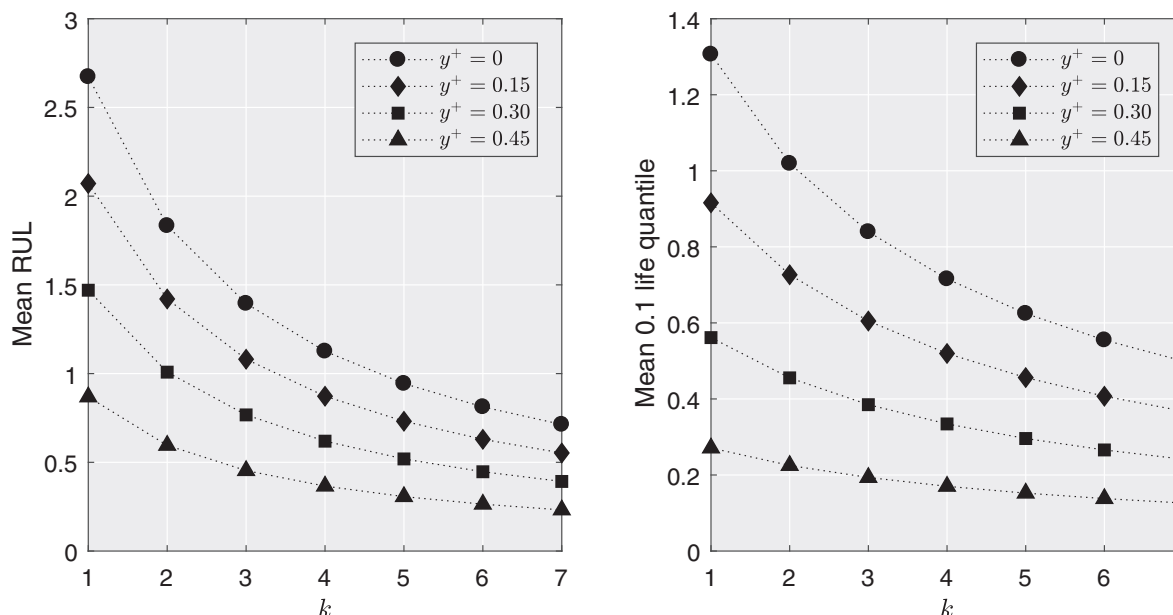 3
2.5
2
1.5
1
0.5
0
Mean RUL
1 2 3 4 5 6 7
k
y⁺ = 0
y⁺ = 0.15
y⁺ = 0.30
y⁺ = 0.45
1.4
1.2
1
0.8
0.6
0.4
0.2
0
Mean 0.1 life quantile
1 2 3 4 5 6
k
y⁺ = 0
y⁺ = 0.15
y⁺ = 0.30
y⁺ = 0.45